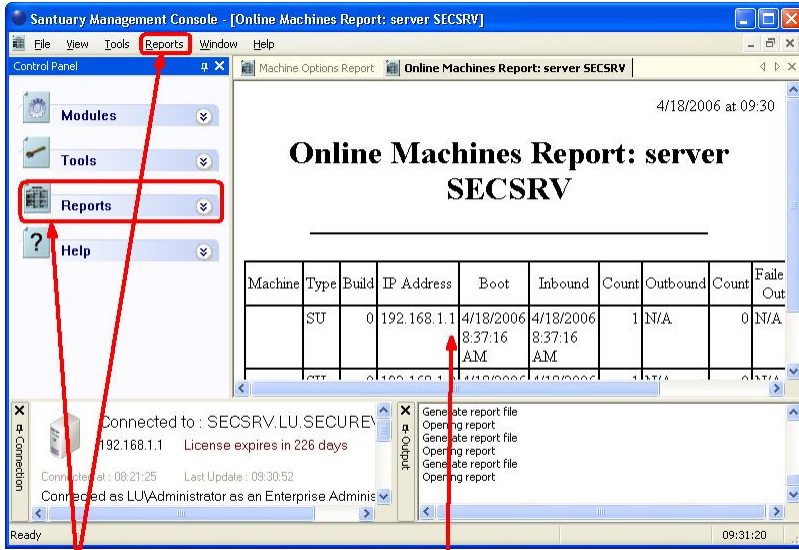 Santuary Management Console - [Online Machines Report: server SECSRV]
File View Tools Reports Window Help
Control Panel
Machine Options Report Online Machines Report: server SECSRV
Modules
Tools
Reports
Help
4/18/2006 at 09:30
Online Machines Report: server
SECSRV
Machine Type Build IP Address Boot Inbound Count Outbound Count Faile Out
SU 0 192.168.1.1 4/18/2006 8:37:16 AM 4/18/2006 8:37:16 AM 1 N/A 0 N/A
Connection
Connected to : SECSRV.LU.SECUREV
192.168.1.1 License expires in 226 days
Connected at : 08:21:25 Last Update : 09:30:52
Connected as LU\Administrator as an Enterprise Adminis
Output
Generate report file
Opening report
Generate report file
Opening report
Generate report file
Opening report
Ready 09:31:20